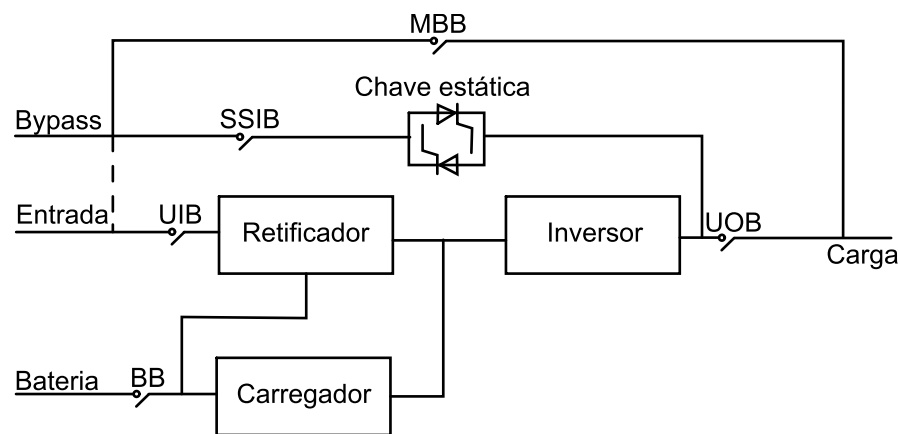 MBB
Chave estática
Bypass
SSIB
Entrada
UIB
Retificador
Inversor
UOB
Carga
Bateria
BB
Carregador